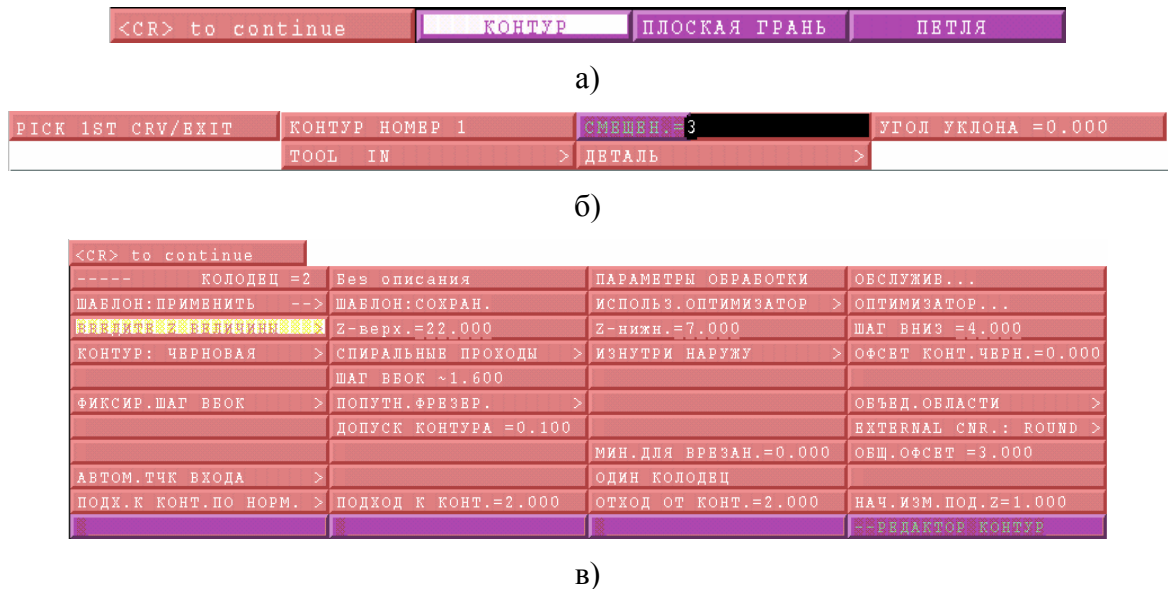 <CR> to continue КОНТУР ПЛОСКАЯ ГРАНЬ ПЕТЛЯ
а)
PICK 1ST CRV/EXIT КОНТУР НОМЕР 1 СМЕЩЕН.=3 УГОЛ УКЛОНА =0.000
TOOL IN > ДЕТАЛЬ >
б)
<CR> to continue
----- КОЛОДЕЦ =2 Без описания ПАРАМЕТРЫ ОБРАБОТКИ ОБСЛУЖИВ...
ШАБЛОН:ПРИМЕНИТЬ --> ШАБЛОН:СОХРАН. ИСПОЛЬЗ.ОПТИМИЗАТОР > ОПТИМИЗАТОР...
ВВЕДИТЕ Z ВЕЛИЧИНЫ > Z-верх.=22.000 Z-нижн.=7.000 ШАГ ВНИЗ =4.000
КОНТУР: ЧЕРНОВАЯ > СПИРАЛЬНЫЕ ПРОХОДЫ > ИЗНУТРИ НАРУЖУ > ОФСЕТ КОНТ.ЧЕРН.=0.000
ШАГ ВБОК ~1.600
ФИКСИР.ШАГ ВБОК > ПОПУТН.ФРЕЗЕР. > ОБЪЕД.ОБЛАСТИ >
ДОПУСК КОНТУРА =0.100 EXTERNAL CNR.: ROUND >
МИН.ДЛЯ ВРЕЗАН.=0.000 ОБЩ.ОФСЕТ =3.000
АВТОМ.ТЧК ВХОДА > ОДИН КОЛОДЕЦ
ПОДХ.К КОНТ.ПО НОРМ. > ПОДХОД К КОНТ.=2.000 ОТХОД ОТ КОНТ.=2.000 НАЧ.ИЗМ.ПОД.Z=1.000
--РЕДАКТОР КОНТУР
в)